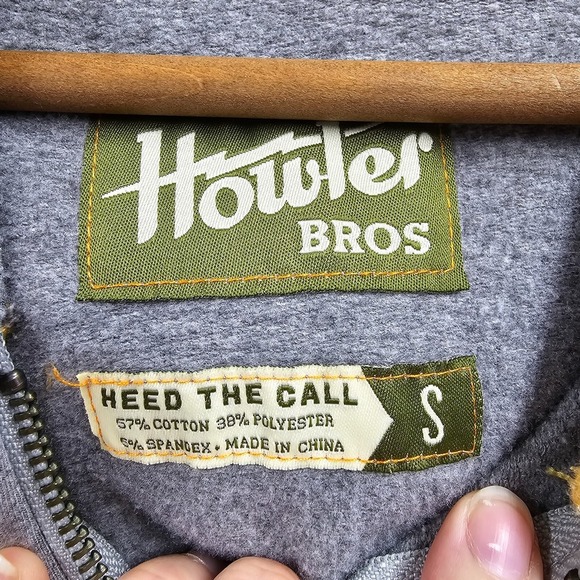 Howler
BROS
HEED THE CALL
57% COTTON 38% POLYESTER
5% SPANDEX • MADE IN CHINA
S